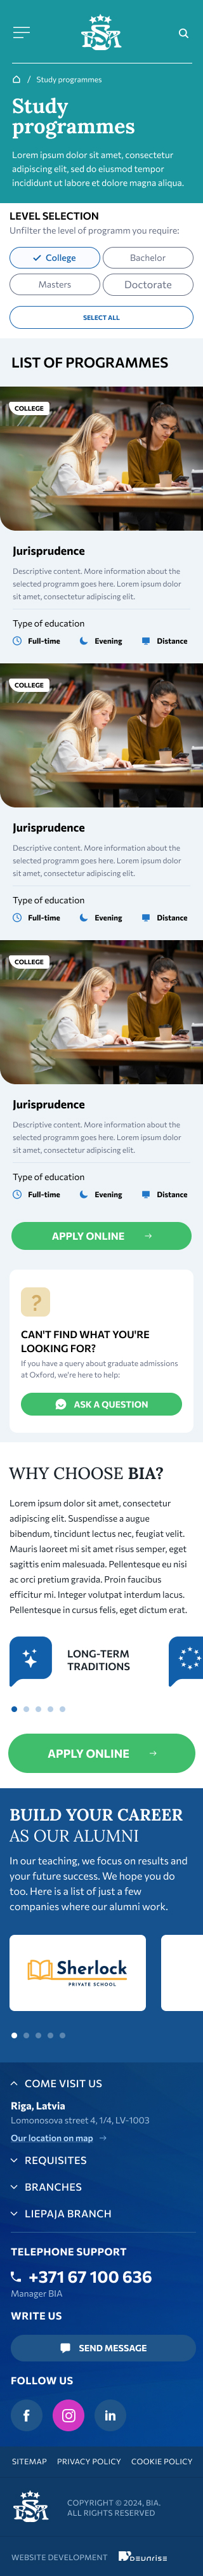 / Study programmes
Study
programmes
Lorem ipsum dolor sit amet, consectetur
adipiscing elit, sed do eiusmod tempor
incididunt ut labore et dolore magna aliqua.
LEVEL SELECTION
Unfilter the level of programm you require:
College
Bachelor
Masters
Doctorate
SELECT ALL
LIST OF PROGRAMMES
COLLEGE
Jurisprudence
Descriptive content. More information about the
selected programm goes here. Lorem ipsum dolor
sit amet, consectetur adipiscing elit.
Type of education
Full-time Evening Distance
COLLEGE
Jurisprudence
Descriptive content. More information about the
selected programm goes here. Lorem ipsum dolor
sit amet, consectetur adipiscing elit.
Type of education
Full-time Evening Distance
COLLEGE
Jurisprudence
Descriptive content. More information about the
selected programm goes here. Lorem ipsum dolor
sit amet, consectetur adipiscing elit.
Type of education
Full-time Evening Distance
APPLY ONLINE
?
CAN'T FIND WHAT YOU'RE
LOOKING FOR?
If you have a query about graduate admissions
at Oxford, we're here to help:
ASK A QUESTION
WHY CHOOSE BIA?
Lorem ipsum dolor sit amet, consectetur
adipiscing elit. Suspendisse a augue
bibendum, tincidunt lectus nec, feugiat velit.
Mauris laoreet mi sit amet risus semper, eget
sagittis enim malesuada. Pellentesque eu nisi
ac orci pretium gravida. Proin faucibus
efficitur mi. Integer volutpat interdum lacus.
Pellentesque in cursus felis, eget dictum erat.
LONG-TERM
TRADITIONS
APPLY ONLINE
BUILD YOUR CAREER
AS OUR ALUMNI
In our teaching, we focus on results and
your future success. We hope you do
too. Here is a list of just a few
companies where our alumni work.
Sherlock
PRIVATE SCHOOL
COME VISIT US
Riga, Latvia
Lomonosova street 4, 1/4, LV-1003
Our location on map
REQUISITES
BRANCHES
LIEPAJA BRANCH
TELEPHONE SUPPORT
+371 67 100 636
Manager BIA
WRITE US
SEND MESSAGE
FOLLOW US
SITEMAP PRIVACY POLICY COOKIE POLICY
COPYRIGHT © 2024, BIA.
ALL RIGHTS RESERVED
WEBSITE DEVELOPMENT